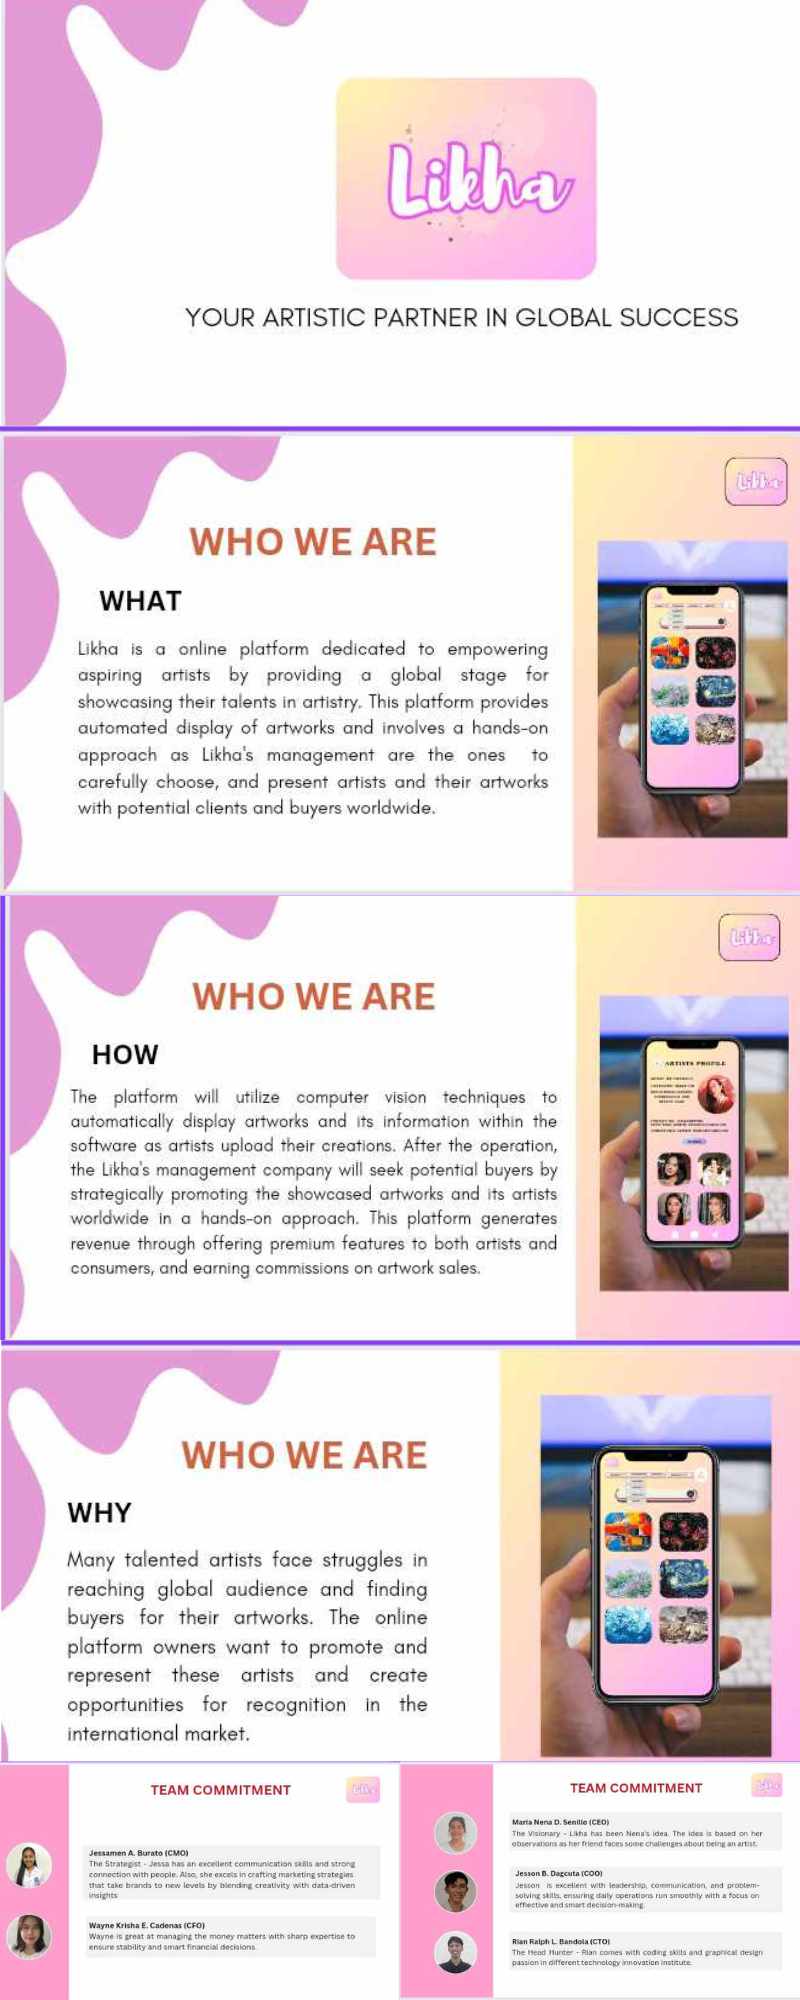 Likha
YOUR ARTISTIC PARTNER IN GLOBAL SUCCESS
Likha
WHO WE ARE
WHAT
Likha is a online platform dedicated to empowering
aspiring artists by providing a global stage for
showcasing their talents in artistry. This platform provides
automated display of artworks and involves a hands-on
approach as Likha's management are the ones to
carefully choose, and present artists and their artworks
with potential clients and buyers worldwide.
Likha
WHO WE ARE
HOW
The platform will utilize computer vision techniques to
automatically display artworks and its information within the
software as artists upload their creations. After the operation,
the Likha's management company will seek potential buyers by
strategically promoting the showcased artworks and its artists
worldwide in a hands-on approach. This platform generates
revenue through offering premium features to both artists and
consumers, and earning commissions on artwork sales.
ARTISTS PROFILE
WHO WE ARE
WHY
Many talented artists face struggles in
reaching global audience and finding
buyers for their artworks. The online
platform owners want to promote and
represent these artists and create
opportunities for recognition in the
international market.
TEAM COMMITMENT
Likha
Jessamen A. Burato (CMO)
The Strategist - Jessa has an excellent communication skills and strong
connection with people. Also, she excels in crafting marketing strategies
that take brands to new levels by blending creativity with data-driven
insights
Wayne Krisha E. Cadenas (CFO)
Wayne is great at managing the money matters with sharp expertise to
ensure stability and smart financial decisions.
TEAM COMMITMENT
Likha
Maria Nena D. Senillo (CEO)
The Visionary - Likha has been Nena's idea. The idea is based on her
observations as her friend faces some challenges about being an artist.
Jesson B. Dagcuta (COO)
Jesson is excellent with leadership, communication, and problem-
solving skills, ensuring daily operations run smoothly with a focus on
effective and smart decision-making.
Rian Ralph L. Bandola (CTO)
The Head Hunter - Rian comes with coding skills and graphical design
passion in different technology innovation institute.